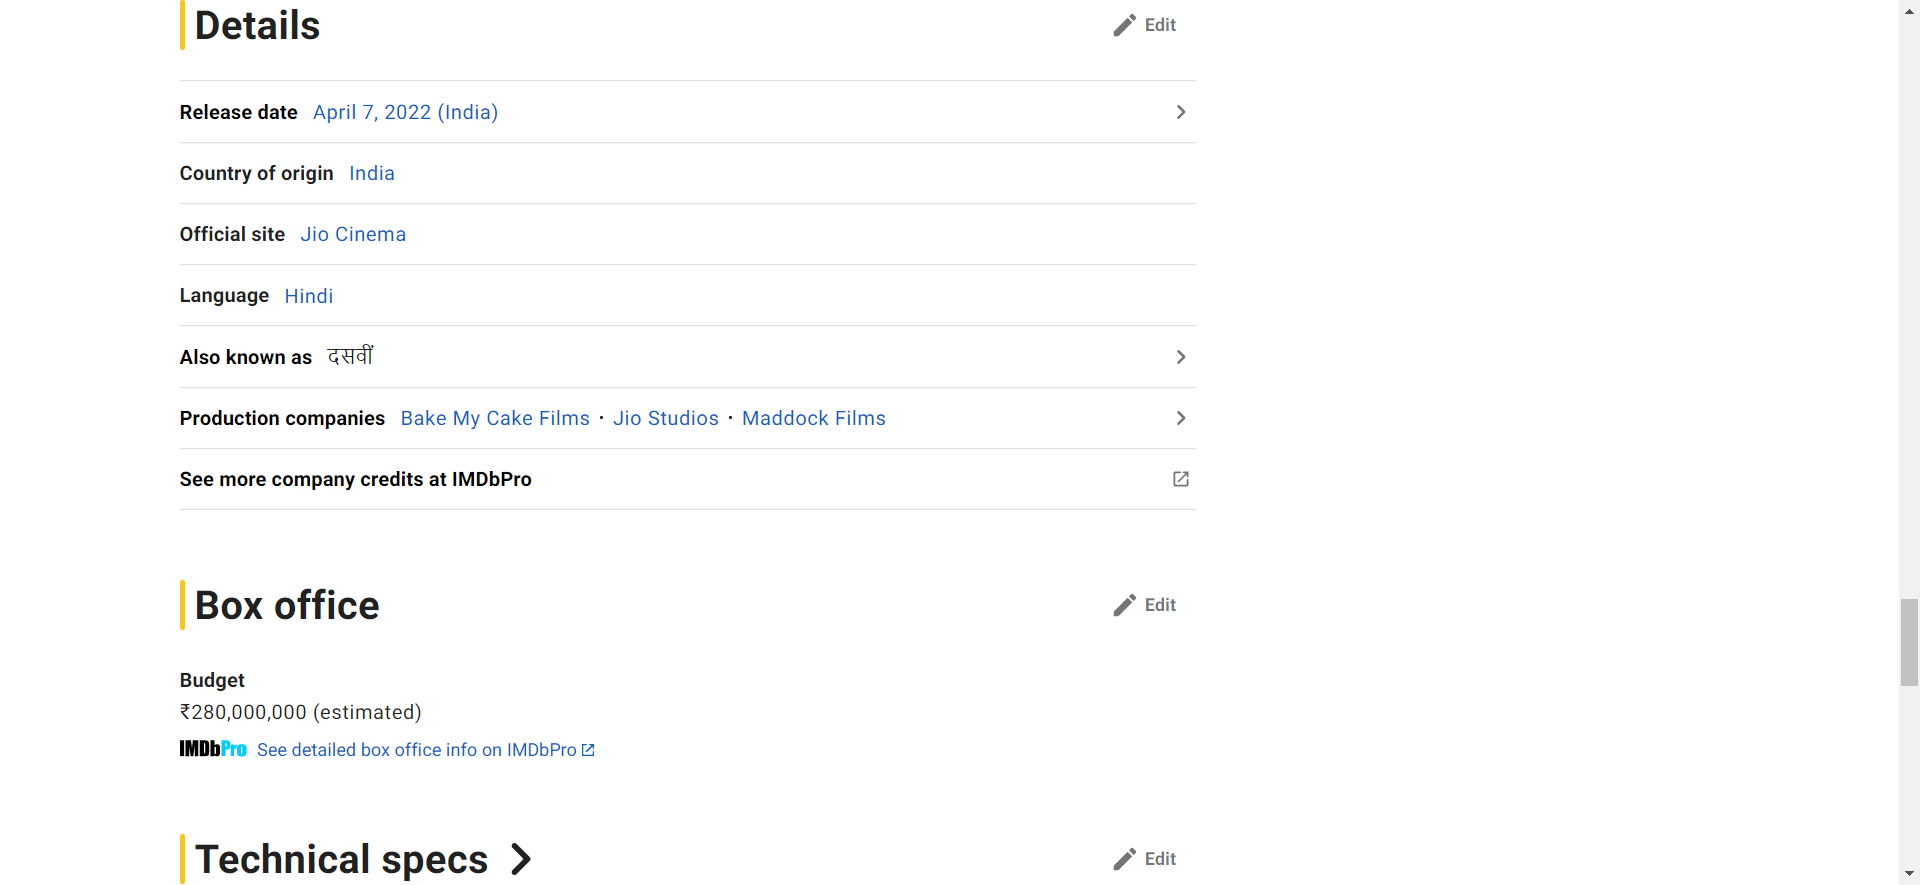 Details
Edit
Release date April 7, 2022 (India)
Country of origin India
Official site Jio Cinema
Language Hindi
Also known as दसवीं
Production companies Bake My Cake Films · Jio Studios · Maddock Films
See more company credits at IMDbPro
Box office
Edit
Budget
₹280,000,000 (estimated)
IMDbPro See detailed box office info on IMDbPro
Technical specs
Edit